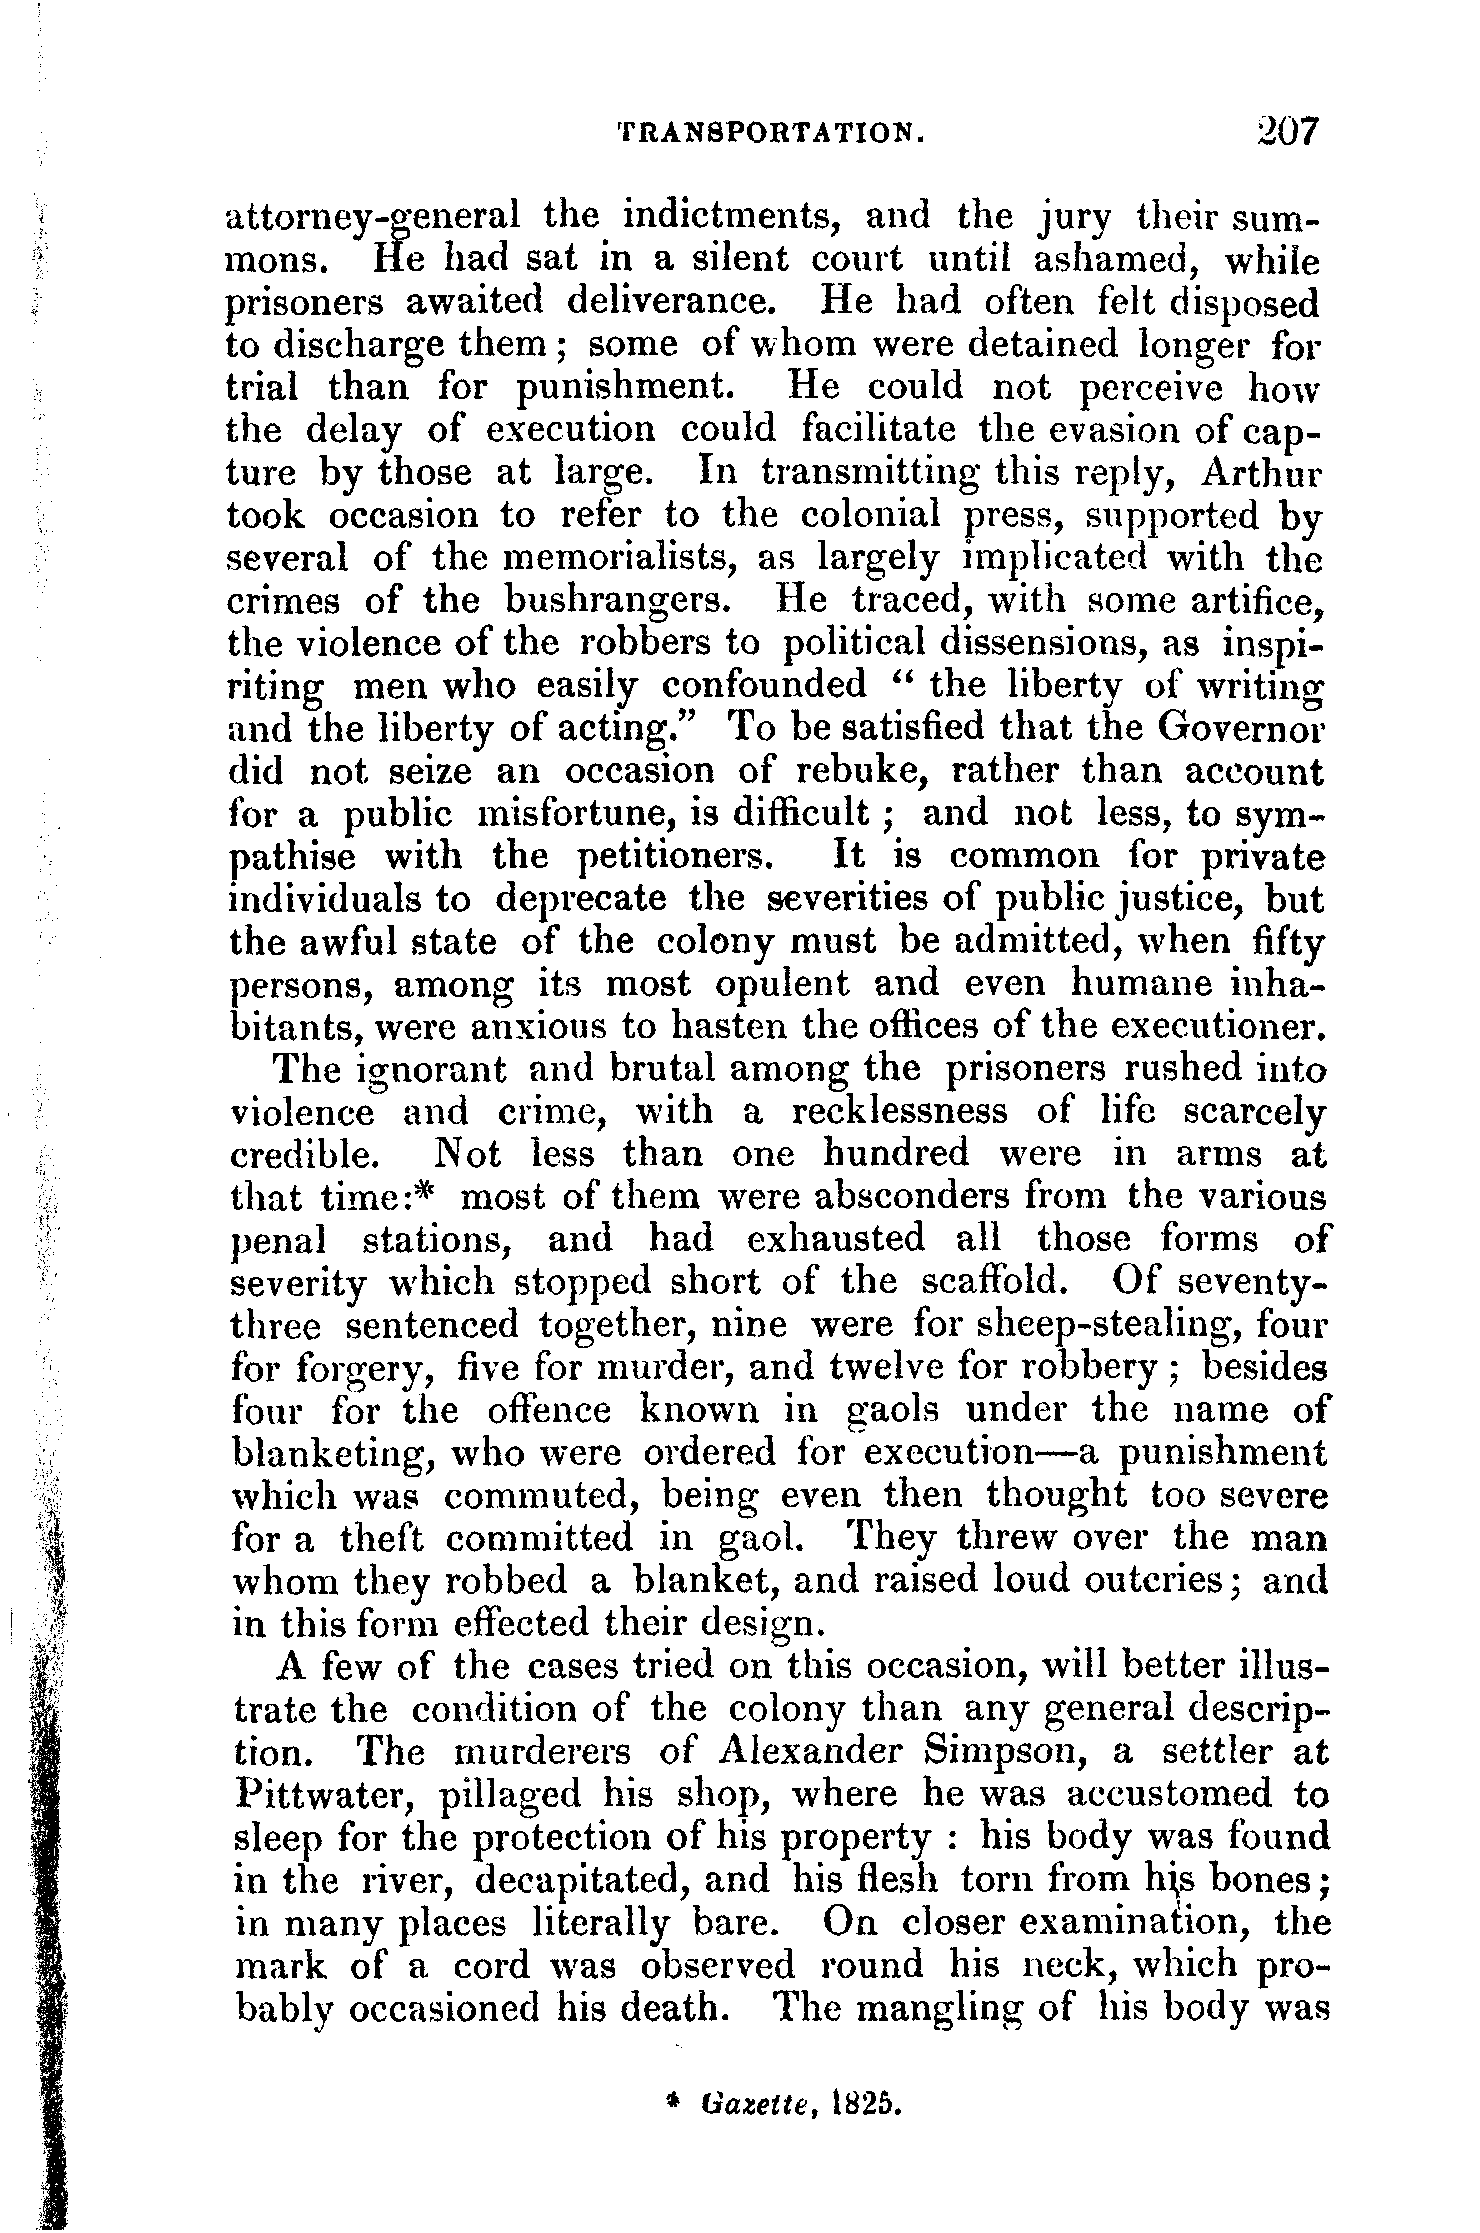 TRANSPORTATION. 207
attorney-general the indictments, and the jury their sum-
mons. He had sat in a silent court until ashamed, while
prisoners awaited deliverance. He had often felt disposed
to discharge them; some of whom were detained longer for
trial than for punishment. He could not perceive how
the delay of execution could facilitate the evasion of cap-
ture by those at large. In transmitting this reply, Arthur
took occasion to refer to the colonial press, supported by
several of the memorialists, as largely implicated with the
crimes of the bushrangers. He traced, with some artifice,
the violence of the robbers to political dissensions, as inspi-
riting men who easily confounded "the liberty of writing
and the liberty of acting." To be satisfied that the Governor
did not seize an occasion of rebuke, rather than account
for a public misfortune, is difficult; and not less, to sym-
pathise with the petitioners. It is common for private
individuals to deprecate the severities of public justice, but
the awful state of the colony must be admitted, when fifty
persons, among its most opulent and even humane inha-
bitants, were anxious to hasten the offices of the executioner.
The ignorant and brutal among the prisoners rushed into
violence and crime, with a recklessness of life scarcely
credible. Not less than one hundred were in arms at
that time:* most of them were absconders from the various
penal stations, and had exhausted all those forms of
severity which stopped short of the scaffold. Of seventy-
three sentenced together, nine were for sheep-stealing, four
for forgery, five for murder, and twelve for robbery; besides
four for the offence known in gaols under the name of
blanketing, who were ordered for execution—a punishment
which was commuted, being even then thought too severe
for a theft committed in gaol. They threw over the man
whom they robbed a blanket, and raised loud outcries; and
in this form effected their design.
A few of the cases tried on this occasion, will better illus-
trate the condition of the colony than any general descrip-
tion. The murderers of Alexander Simpson, a settler at
Pittwater, pillaged his shop, where he was accustomed to
sleep for the protection of his property: his body was found
in the river, decapitated, and his flesh torn from his bones;
in many places literally bare. On closer examination, the
mark of a cord was observed round his neck, which pro-
bably occasioned his death. The mangling of his body was
* Gazette, 1825.